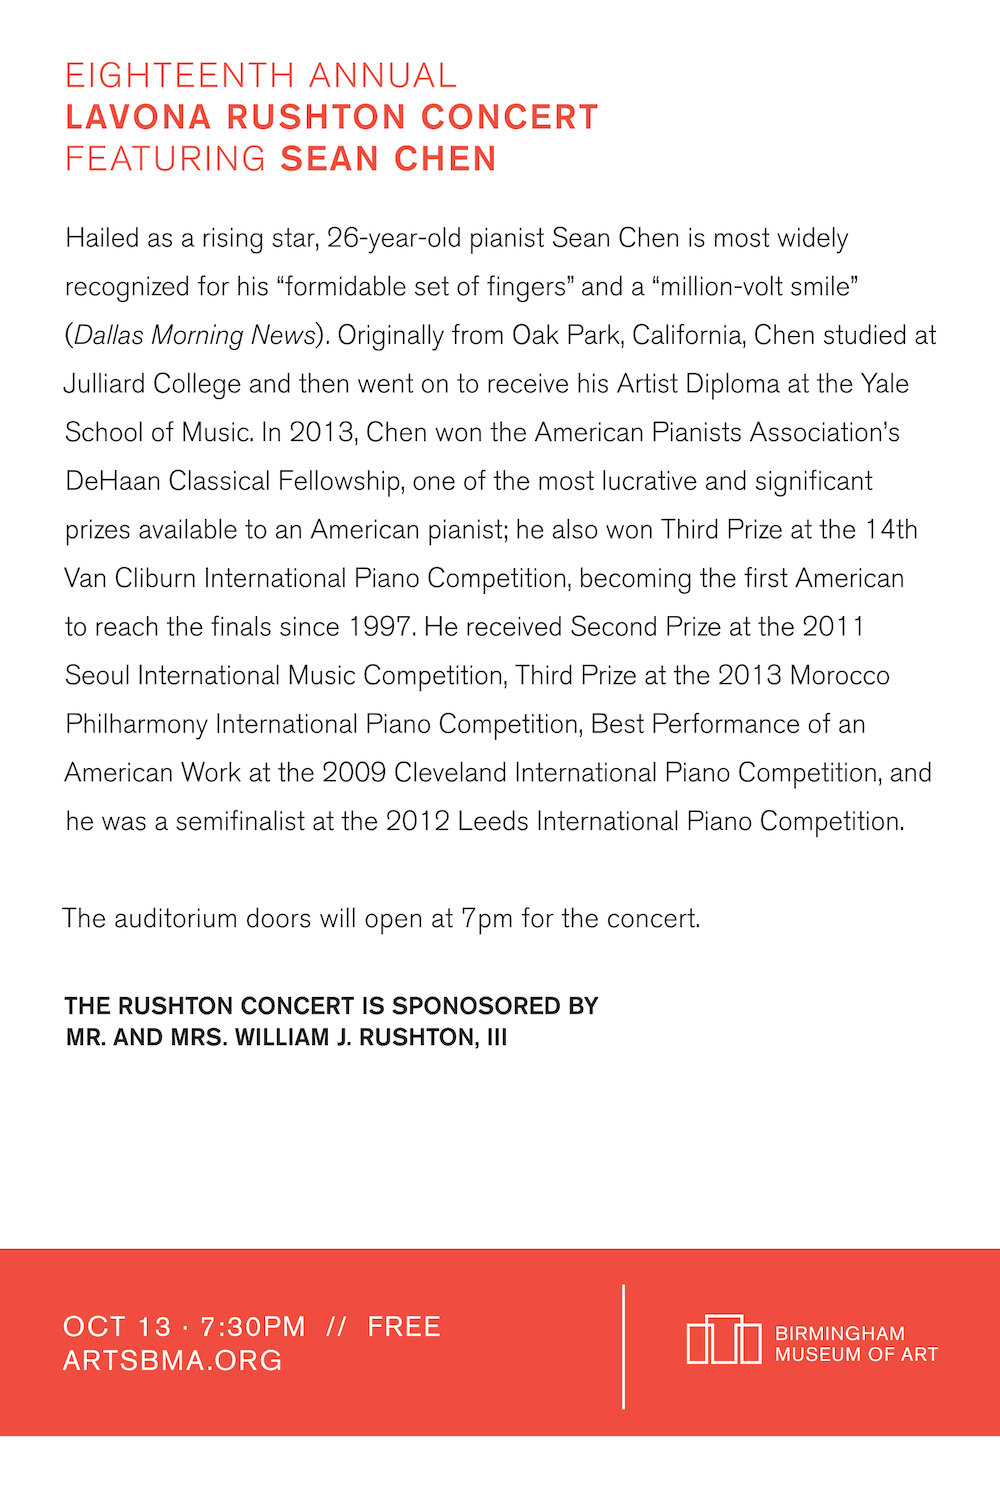 EIGHTEENTH ANNUAL
LAVONA RUSHTON CONCERT
FEATURING SEAN CHEN
Hailed as a rising star, 26-year-old pianist Sean Chen is most widely
recognized for his “formidable set of fingers” and a “million-volt smile”
(Dallas Morning News). Originally from Oak Park, California, Chen studied at
Julliard College and then went on to receive his Artist Diploma at the Yale
School of Music. In 2013, Chen won the American Pianists Association’s
DeHaan Classical Fellowship, one of the most lucrative and significant
prizes available to an American pianist; he also won Third Prize at the 14th
Van Cliburn International Piano Competition, becoming the first American
to reach the finals since 1997. He received Second Prize at the 2011
Seoul International Music Competition, Third Prize at the 2013 Morocco
Philharmony International Piano Competition, Best Performance of an
American Work at the 2009 Cleveland International Piano Competition, and
he was a semifinalist at the 2012 Leeds International Piano Competition.
The auditorium doors will open at 7pm for the concert.
THE RUSHTON CONCERT IS SPONOSORED BY
MR. AND MRS. WILLIAM J. RUSHTON, III
OCT 13 · 7:30PM // FREE
ARTSBMA.ORG
BIRMINGHAM
MUSEUM OF ART